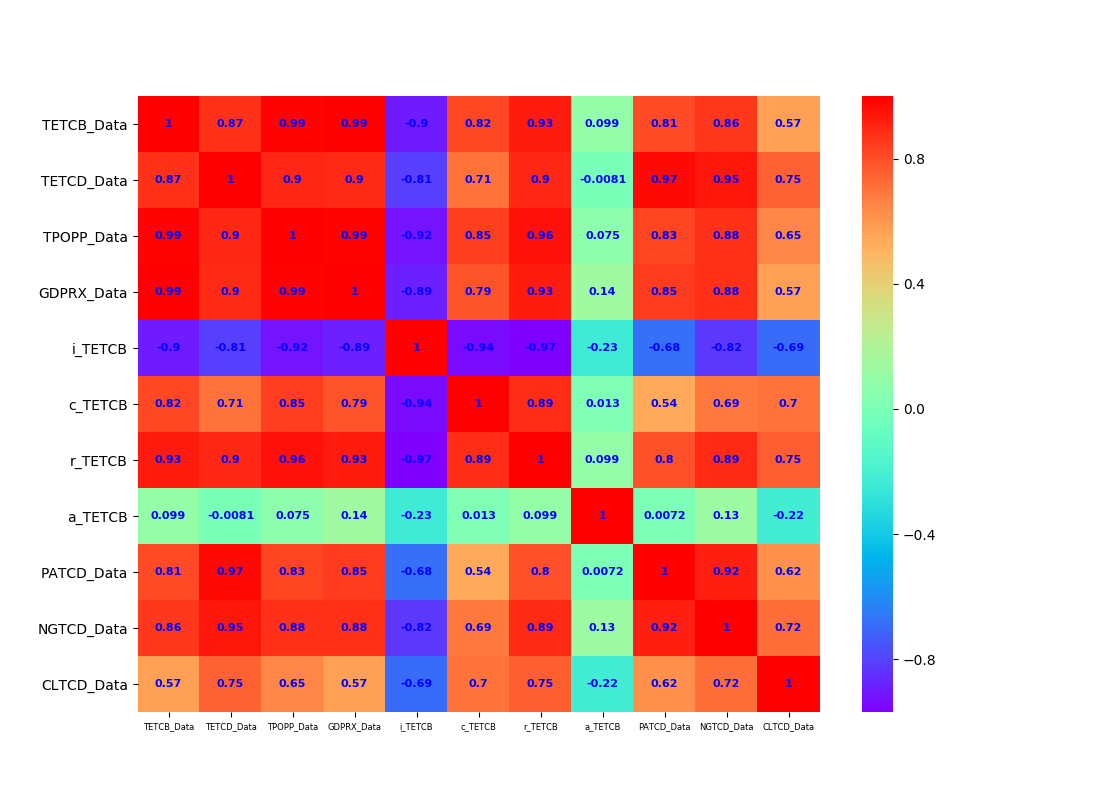 TETCB_Data 1 0.87 0.99 0.99 -0.9 0.82 0.93 0.099 0.81 0.86 0.57
TETCD_Data 0.87 1 0.9 0.9 -0.81 0.71 0.9 -0.0081 0.97 0.95 0.75
TPOPP_Data 0.99 0.9 1 0.99 -0.92 0.85 0.96 0.075 0.83 0.88 0.65
GDPRX_Data 0.99 0.9 0.99 1 -0.89 0.79 0.93 0.14 0.85 0.88 0.57
i_TETCB -0.9 -0.81 -0.92 -0.89 1 -0.94 -0.97 -0.23 -0.68 -0.82 -0.69
c_TETCB 0.82 0.71 0.85 0.79 -0.94 1 0.89 0.013 0.54 0.69 0.7
r_TETCB 0.93 0.9 0.96 0.93 -0.97 0.89 1 0.099 0.8 0.89 0.75
a_TETCB 0.099 -0.0081 0.075 0.14 -0.23 0.013 0.099 1 0.0072 0.13 -0.22
PATCD_Data 0.81 0.97 0.83 0.85 -0.68 0.54 0.8 0.0072 1 0.92 0.62
NGTCD_Data 0.86 0.95 0.88 0.88 -0.82 0.69 0.89 0.13 0.92 1 0.72
CLTCD_Data 0.57 0.75 0.65 0.57 -0.69 0.7 0.75 -0.22 0.62 0.72 1
TETCB_Data TETCD_Data TPOPP_Data GDPRX_Data i_TETCB c_TETCB r_TETCB a_TETCB PATCD_Data NGTCD_Data CLTCD_Data
0.8
0.4
0.0
−0.4
−0.8